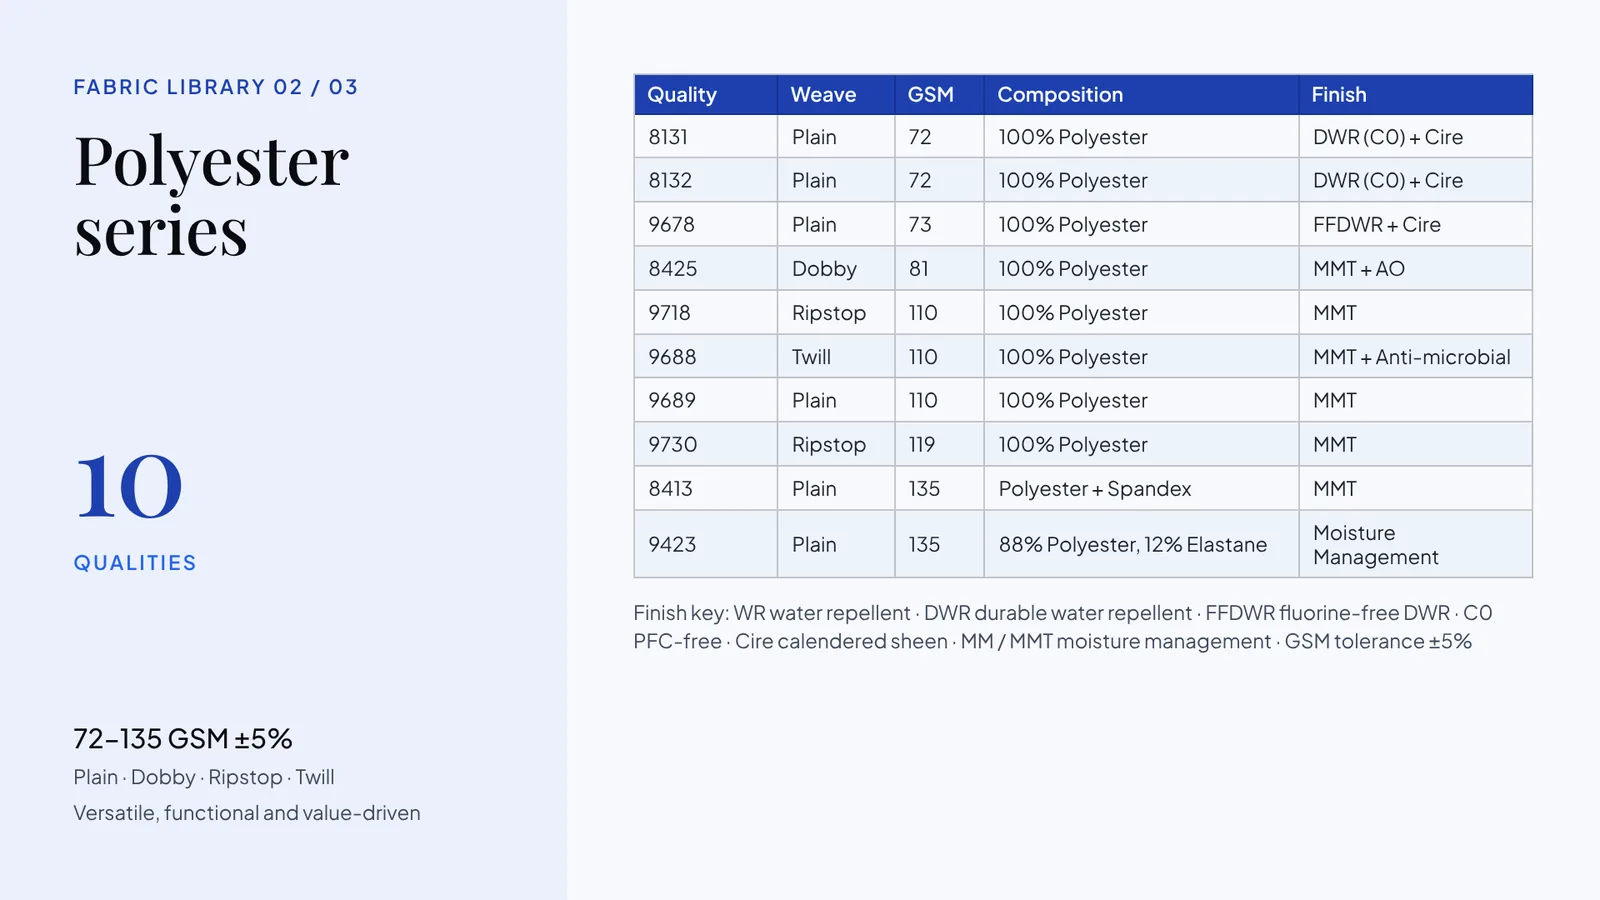 FABRIC LIBRARY 02 / 03
Polyester
series
10
QUALITIES
72–135 GSM ±5%
Plain · Dobby · Ripstop · Twill
Versatile, functional and value-driven
Quality Weave GSM Composition Finish
8131 Plain 72 100% Polyester DWR (C0) + Cire
8132 Plain 72 100% Polyester DWR (C0) + Cire
9678 Plain 73 100% Polyester FFDWR + Cire
8425 Dobby 81 100% Polyester MMT + AO
9718 Ripstop 110 100% Polyester MMT
9688 Twill 110 100% Polyester MMT + Anti-microbial
9689 Plain 110 100% Polyester MMT
9730 Ripstop 119 100% Polyester MMT
8413 Plain 135 Polyester + Spandex MMT
9423 Plain 135 88% Polyester, 12% Elastane Moisture
Management
Finish key: WR water repellent · DWR durable water repellent · FFDWR fluorine-free DWR · C0
PFC-free · Cire calendered sheen · MM / MMT moisture management · GSM tolerance ±5%